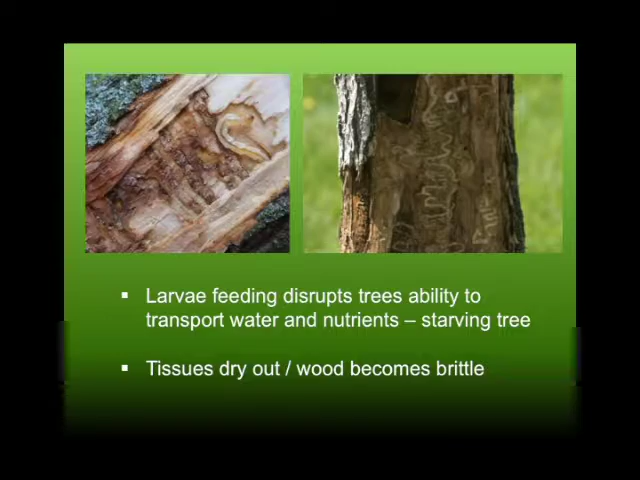 ▪ Larvae feeding disrupts trees ability to
transport water and nutrients – starving tree
▪ Tissues dry out / wood becomes brittle